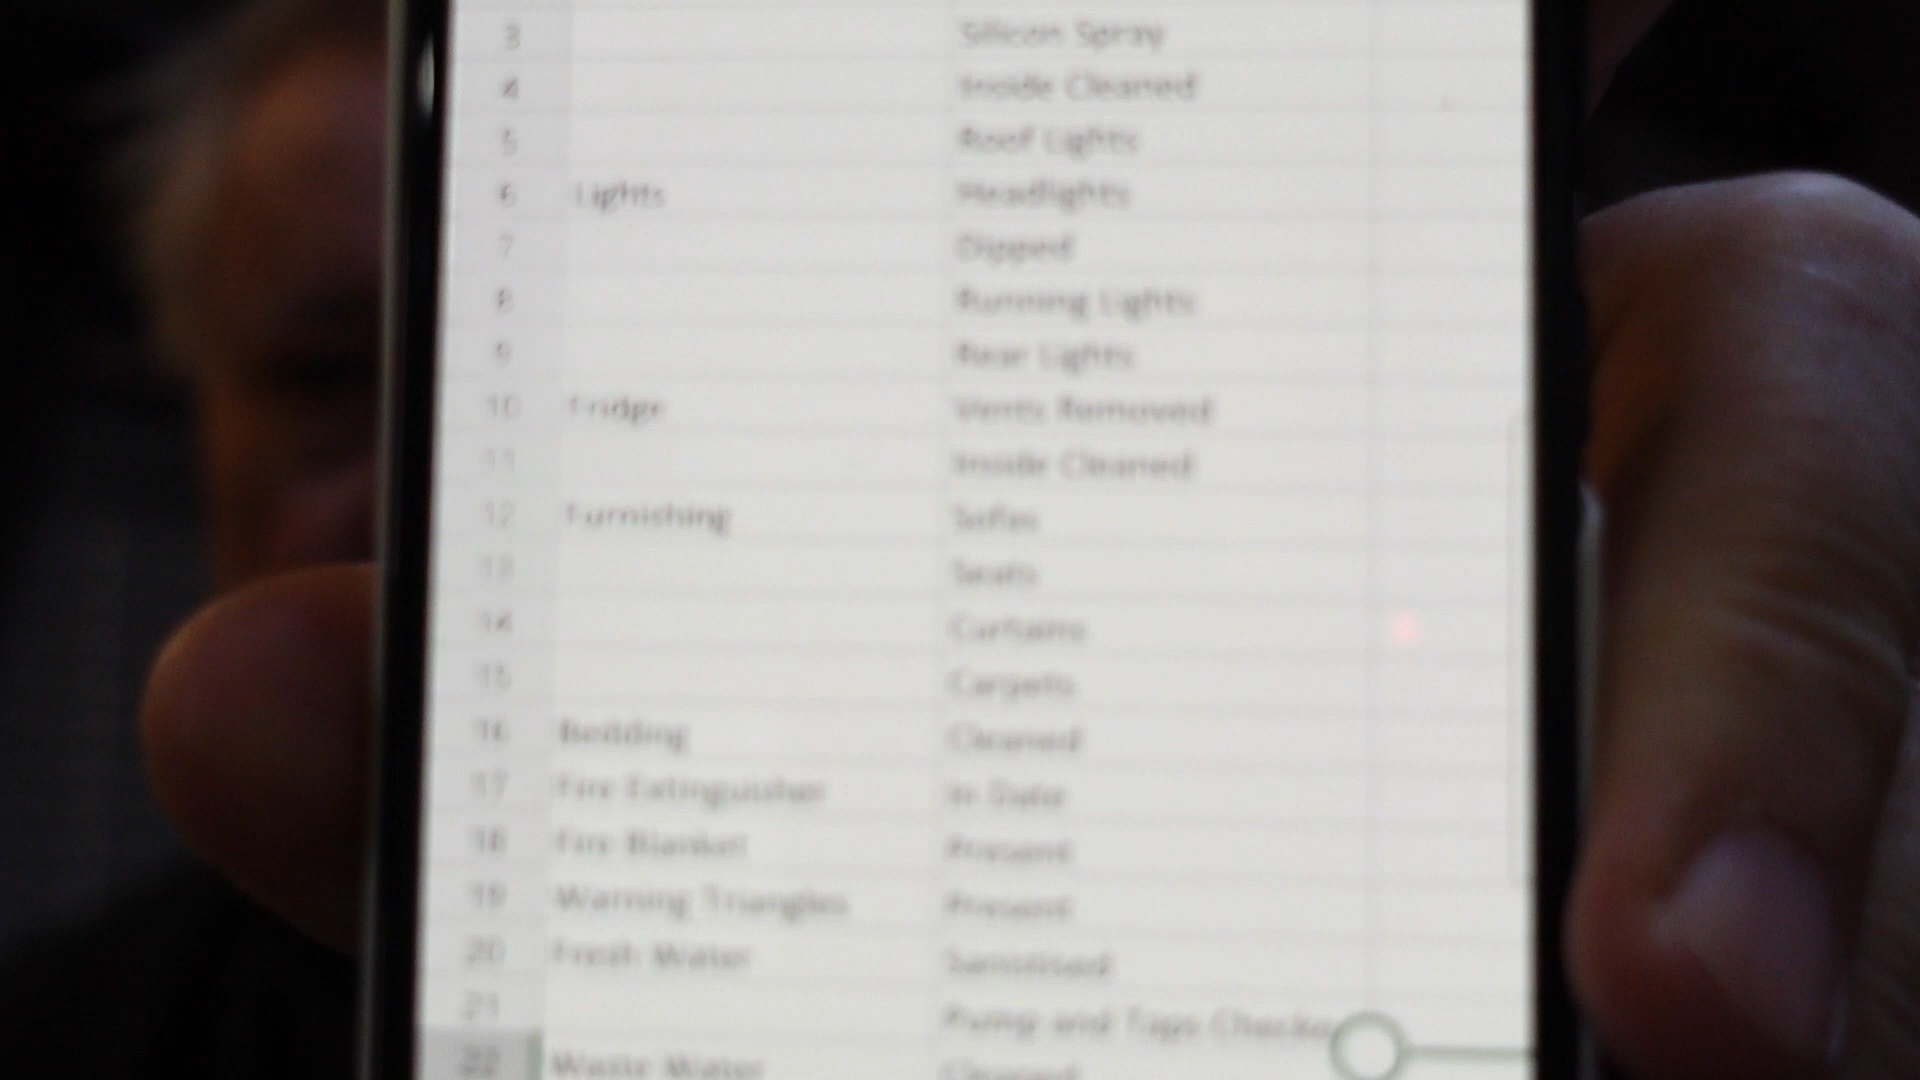 3 Silicon Spray
4 Inside Cleaned
5 Roof Lights
6 Lights Headlights
7 Dipped
8 Running Lights
9 Rear Lights
10 Fridge Vents Removed
11 Inside Cleaned
12 Furnishing Sofas
13 Seats
14 Curtains
15 Carpets
16 Bedding Cleaned
17 Fire Extinguisher In Date
18 Fire Blanket Present
19 Warning Triangles Present
20 Fresh Water
21 Pump and Taps
22 Waste Water Cleaned